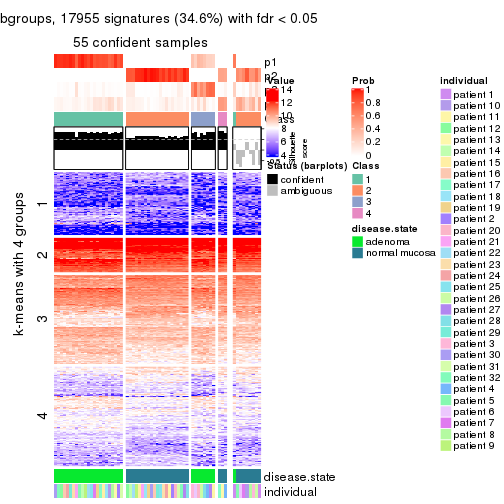 bgroups, 17955 signatures (34.6%) with fdr < 0.05
55 confident samples
p1
p2
Value
14
12
10
8
6
4
Silhouette
score
Status (barplots)
confident
ambiguous
Prob
1
0.8
0.6
0.4
0.2
0
Class
1
2
3
4
disease.state
adenoma
normal mucosa
individual
patient 1
patient 10
patient 11
patient 12
patient 13
patient 14
patient 15
patient 16
patient 17
patient 18
patient 19
patient 2
patient 20
patient 21
patient 22
patient 23
patient 24
patient 25
patient 26
patient 27
patient 28
patient 29
patient 3
patient 30
patient 31
patient 32
patient 4
patient 5
patient 6
patient 7
patient 8
patient 9
k-means with 4 groups
1
2
3
4
disease.state
individual